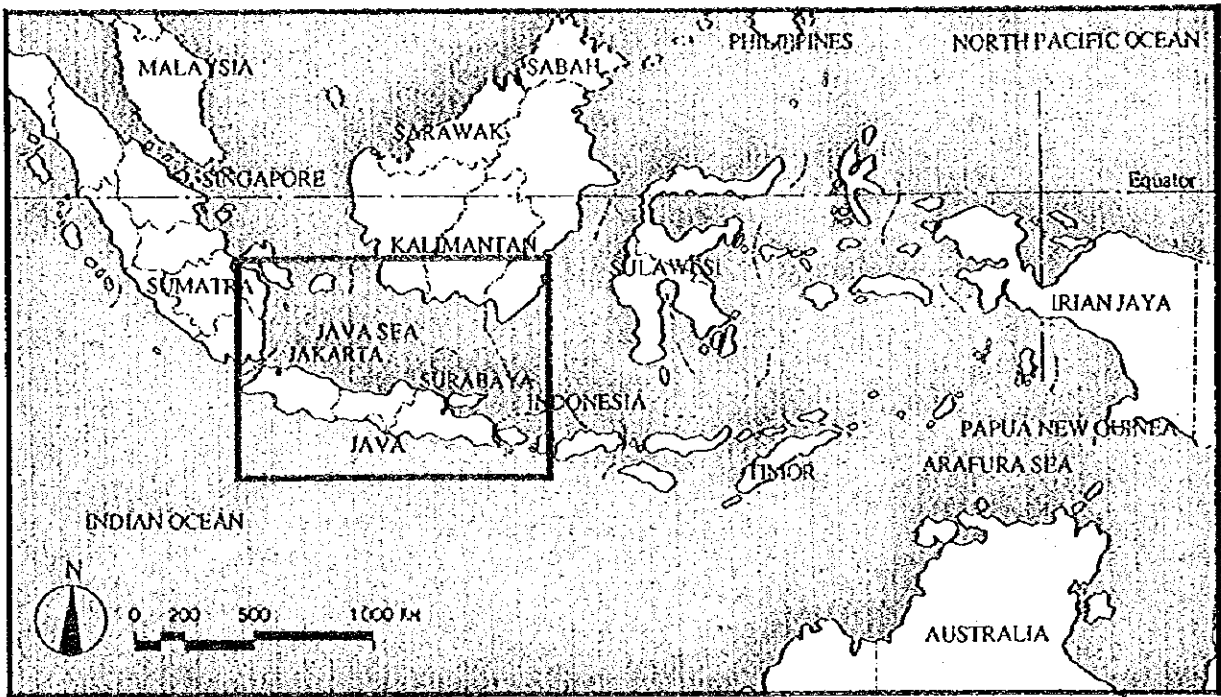 PHILIPPINES
NORTH PACIFIC OCEAN
MALAYSIA
SABAH
SARAWAK
SINGAPORE
Equator
KALIMANTAN
SUMATRA
SULAWESI
IRIAN JAYA
JAVA SEA
JAKARTA
SURABAYA
INDONESIA
JAVA
PAPUA NEW GUINEA
TIMOR
ARAFURA SEA
INDIAN OCEAN
N
0 200 500 1000 KM
AUSTRALIA